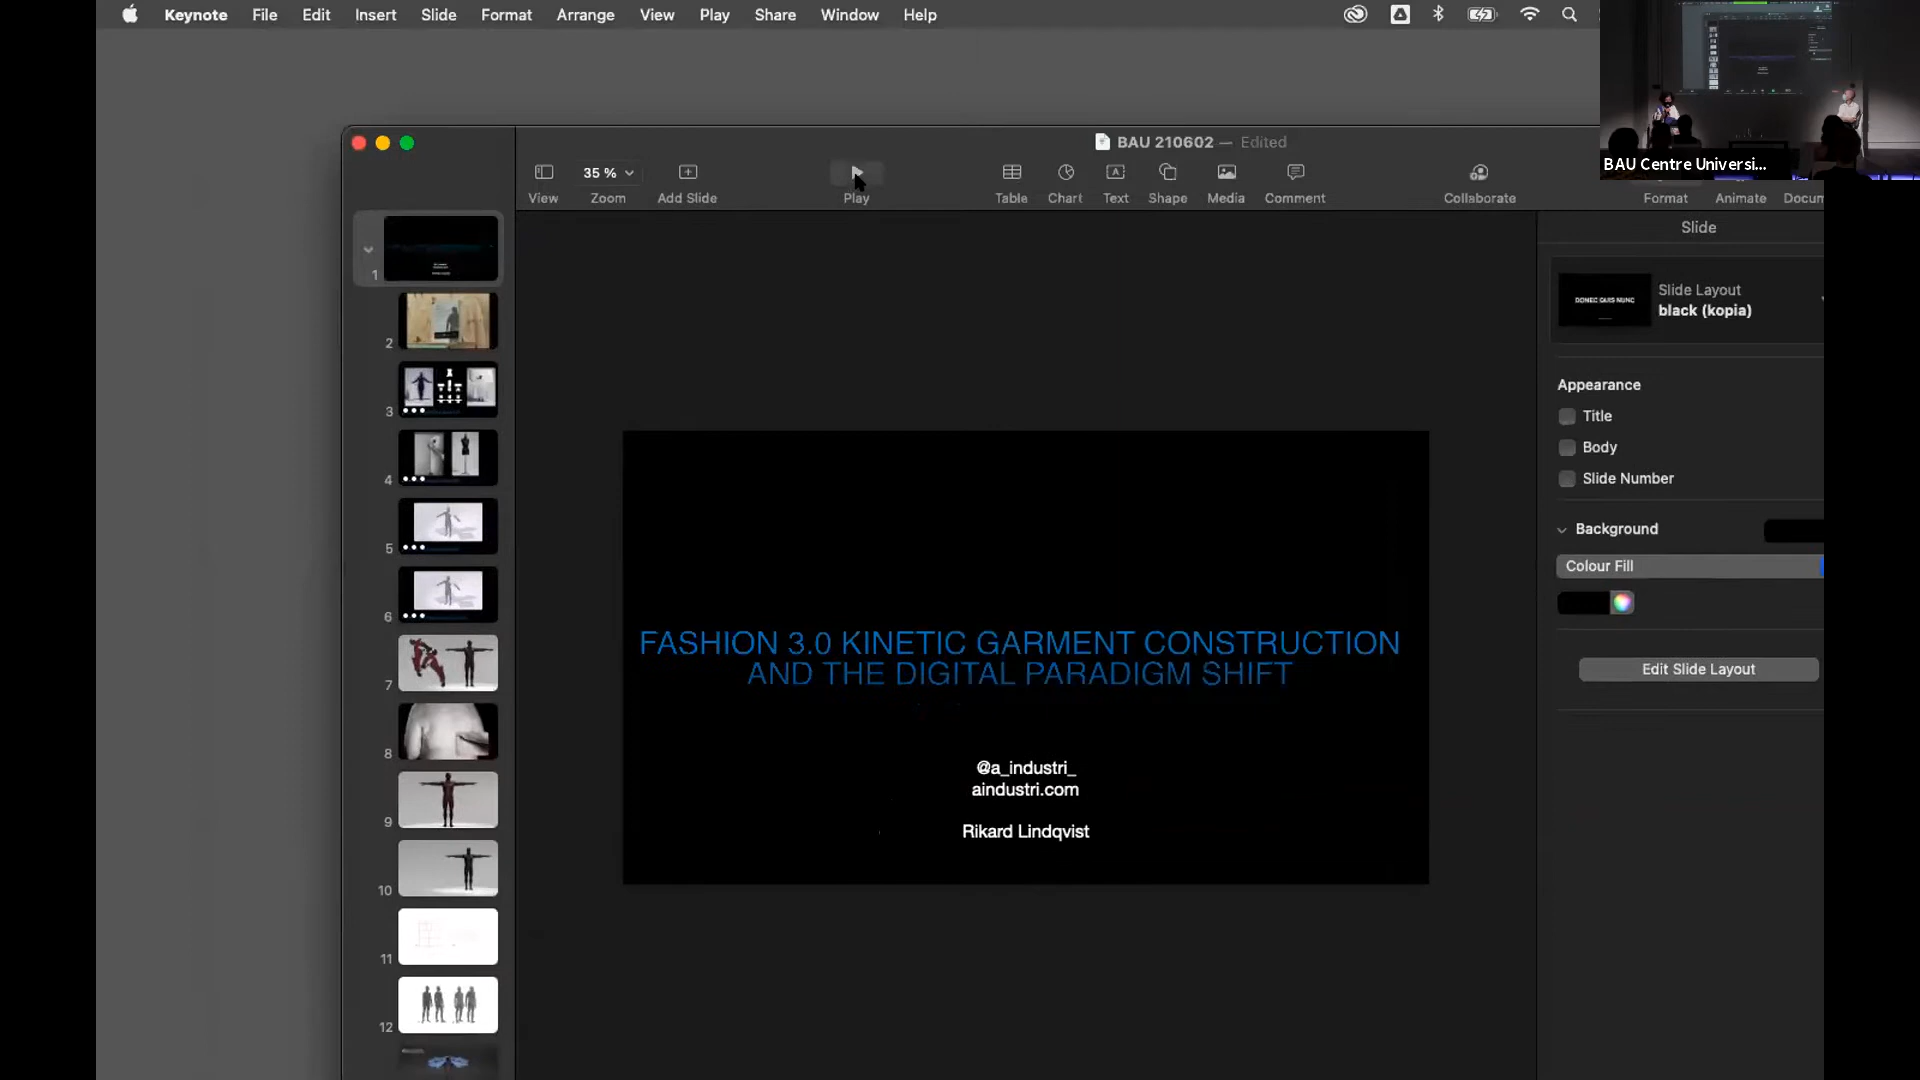 Keynote File Edit Insert Slide Format Arrange View Play Share Window Help
BAU Centre Universi...
BAU 210602 — Edited
35 %
View Zoom Add Slide Play Table Chart Text Shape Media Comment Collaborate Format Animate Docum
Slide
1
2
3
4
5
6
7
8
9
10
11
12
FASHION 3.0 KINETIC GARMENT CONSTRUCTION
AND THE DIGITAL PARADIGM SHIFT
@a_industri_
aindustri.com
Rikard Lindqvist
DONEC QUIS NUNC
Slide Layout
black (kopia)
Appearance
Title
Body
Slide Number
Background
Colour Fill
Edit Slide Layout